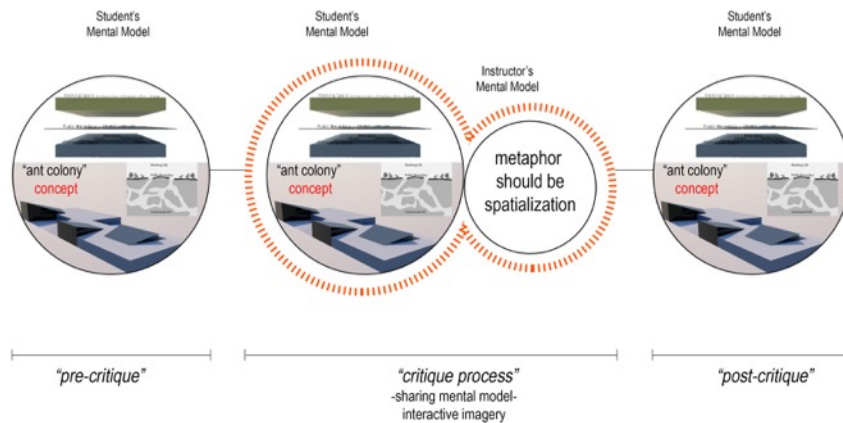 Student's
Mental Model
Student's
Mental Model
Instructor's
Mental Model
Student's
Mental Model
"ant colony"
concept
"ant colony"
concept
metaphor
should be
spatialization
"ant colony"
concept
"pre-critique"
"critique process"
-sharing mental model-
interactive imagery
"post-critique"